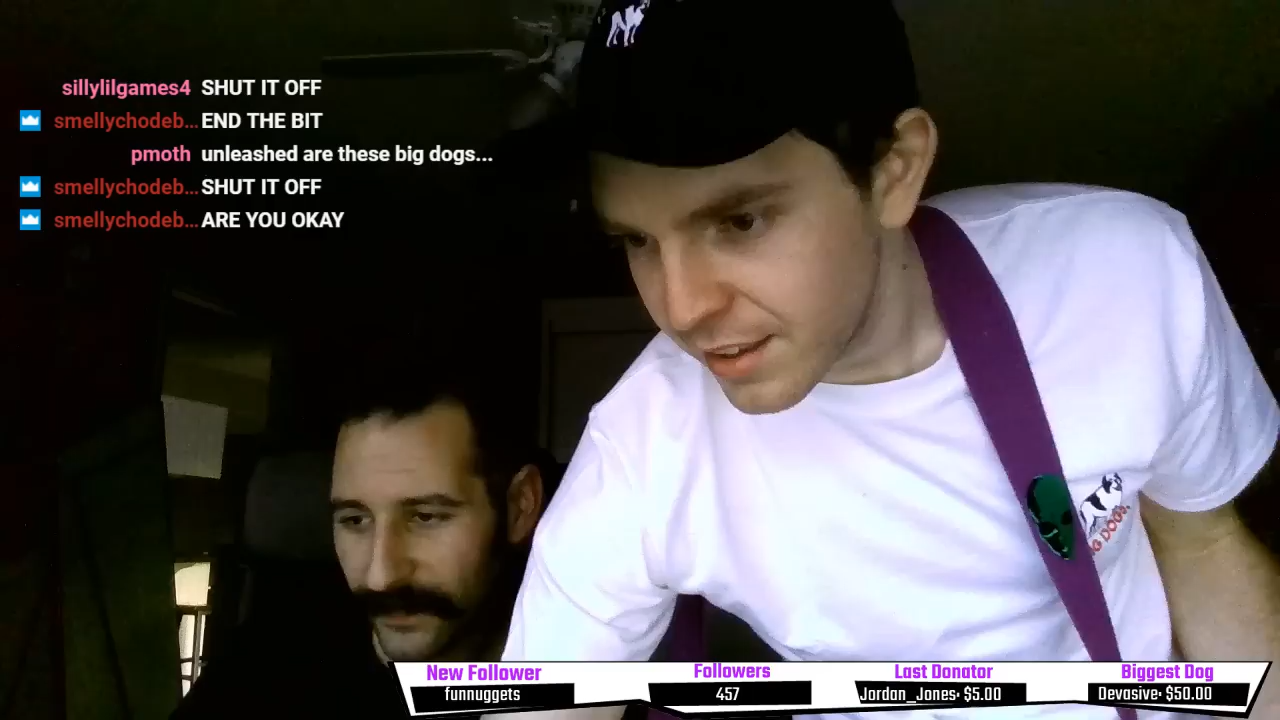 sillylilgames4 SHUT IT OFF
smellychodeb... END THE BIT
pmoth unleashed are these big dogs...
smellychodeb... SHUT IT OFF
smellychodeb... ARE YOU OKAY
G DOGS.
New Follower
funnuggets
Followers
457
Last Donator
Jordan_Jones: $5.00
Biggest Dog
Devasive: $50.00